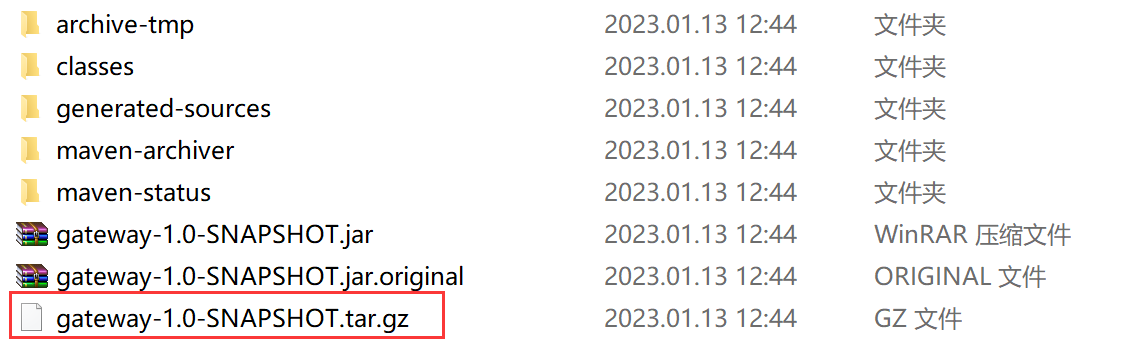 archive-tmp 2023.01.13 12:44 文件夹
classes 2023.01.13 12:44 文件夹
generated-sources 2023.01.13 12:44 文件夹
maven-archiver 2023.01.13 12:44 文件夹
maven-status 2023.01.13 12:44 文件夹
gateway-1.0-SNAPSHOT.jar 2023.01.13 12:44 WinRAR 压缩文件
gateway-1.0-SNAPSHOT.jar.original 2023.01.13 12:44 ORIGINAL 文件
gateway-1.0-SNAPSHOT.tar.gz 2023.01.13 12:44 GZ 文件